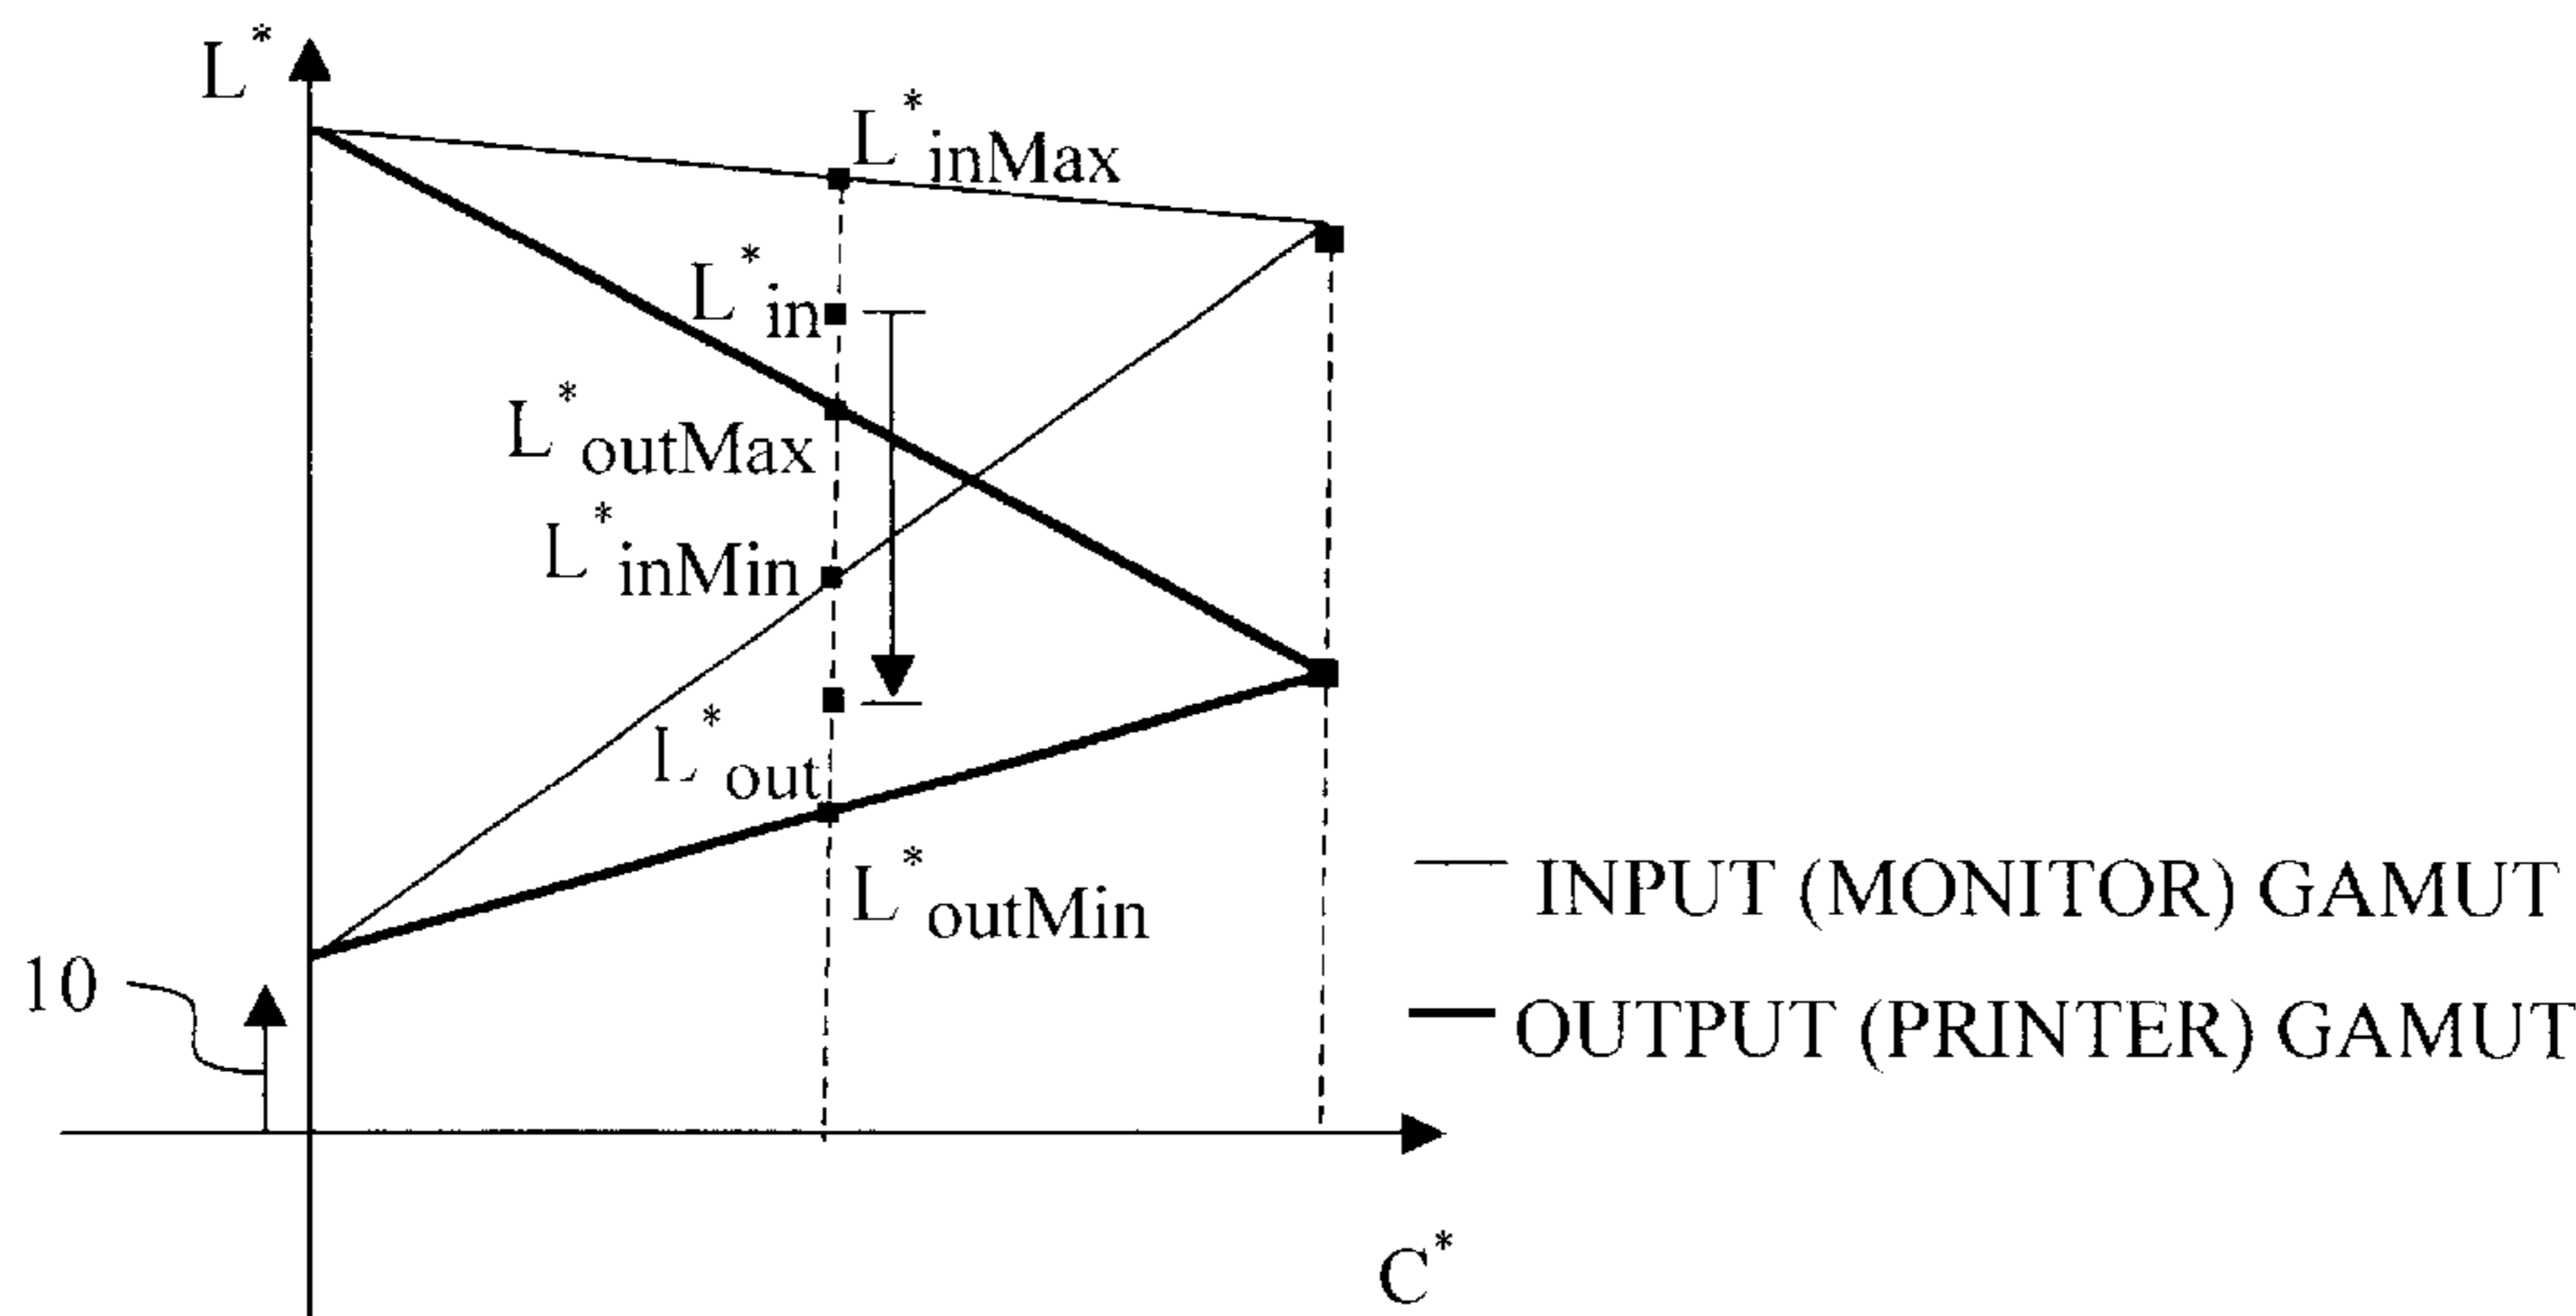 L*
L*inMax
L*in
L*outMax
L*inMin
L*out
L*outMin
10
INPUT (MONITOR) GAMUT
OUTPUT (PRINTER) GAMUT
C*